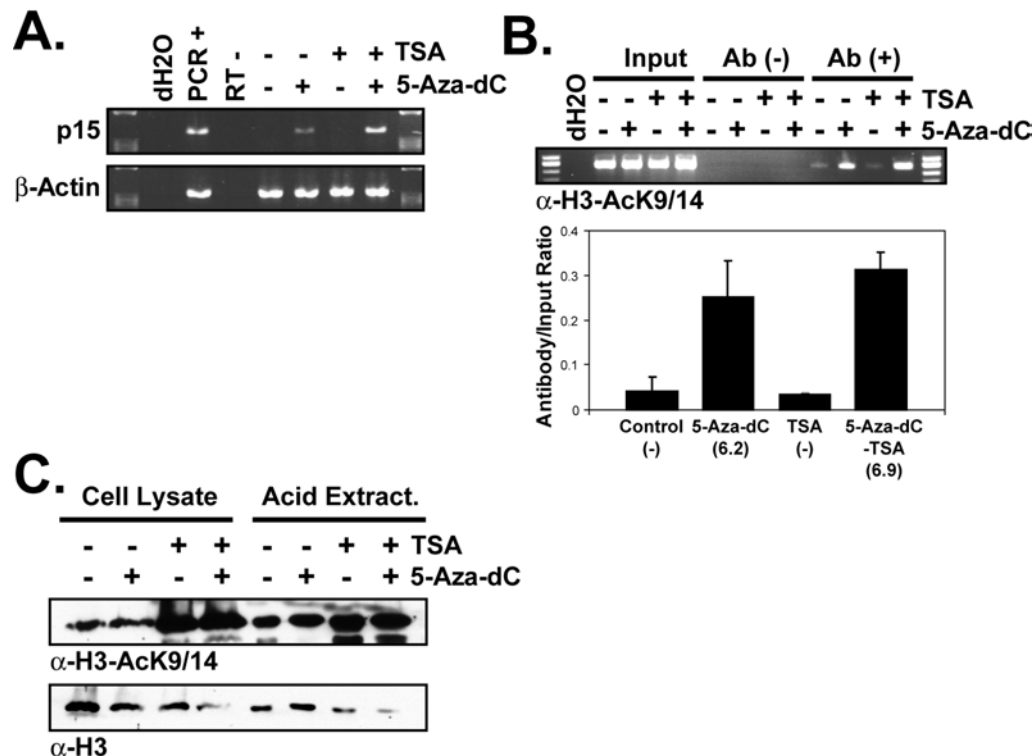 A.
dH2O PCR + RT - - - + + TSA
- + - + 5-Aza-dC
p15
β-Actin
B.
Input Ab (-) Ab (+)
dH2O - - + + - - + + - - + + TSA
- + - + - + - + - + - + 5-Aza-dC
α-H3-AcK9/14
Antibody/Input Ratio
0.4
0.3
0.2
0.1
0
Control 5-Aza-dC TSA 5-Aza-dC
(-) (6.2) (-) -TSA
(6.9)
C.
Cell Lysate Acid Extract.
- - + + - - + + TSA
- + - + - + - + 5-Aza-dC
α-H3-AcK9/14
α-H3